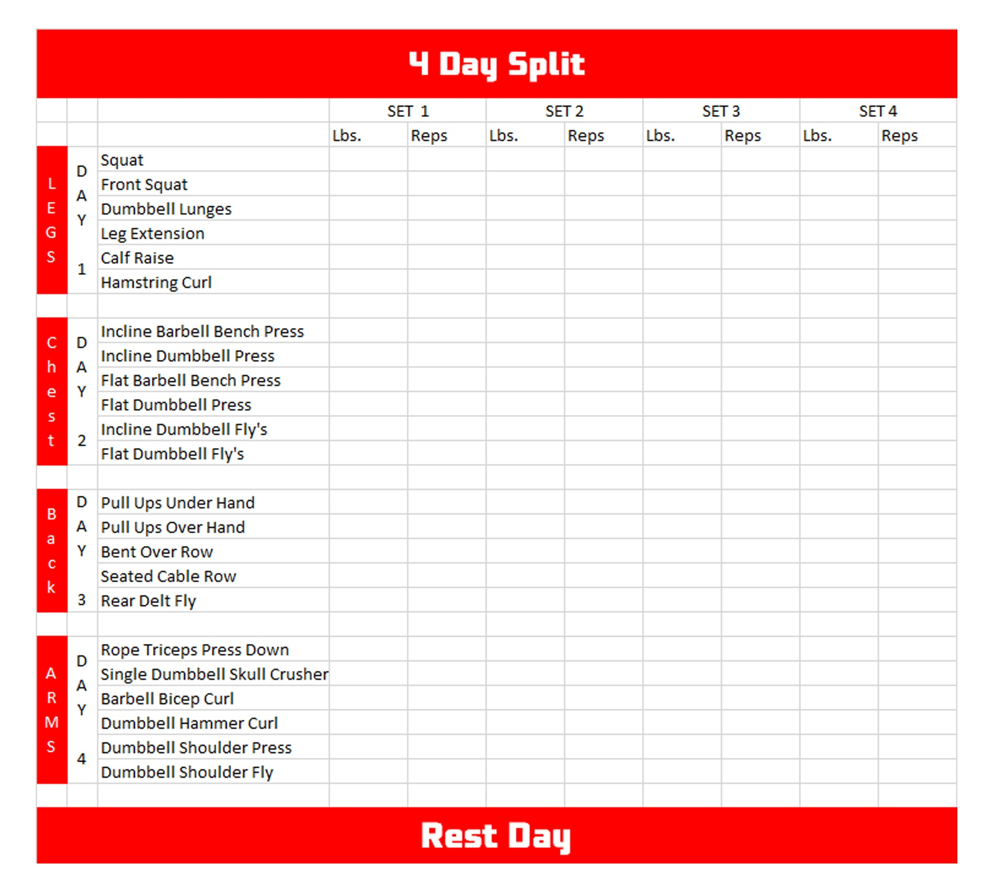 4 Day Split
SET 1 SET 2 SET 3 SET 4
Lbs. Reps Lbs. Reps Lbs. Reps Lbs. Reps
LEGS
DAY 1
Squat
Front Squat
Dumbbell Lunges
Leg Extension
Calf Raise
Hamstring Curl
Chest
DAY 2
Incline Barbell Bench Press
Incline Dumbbell Press
Flat Barbell Bench Press
Flat Dumbbell Press
Incline Dumbbell Fly's
Flat Dumbbell Fly's
Back
DAY 3
Pull Ups Under Hand
Pull Ups Over Hand
Bent Over Row
Seated Cable Row
Rear Delt Fly
ARMS
DAY 4
Rope Triceps Press Down
Single Dumbbell Skull Crusher
Barbell Bicep Curl
Dumbbell Hammer Curl
Dumbbell Shoulder Press
Dumbbell Shoulder Fly
Rest Day